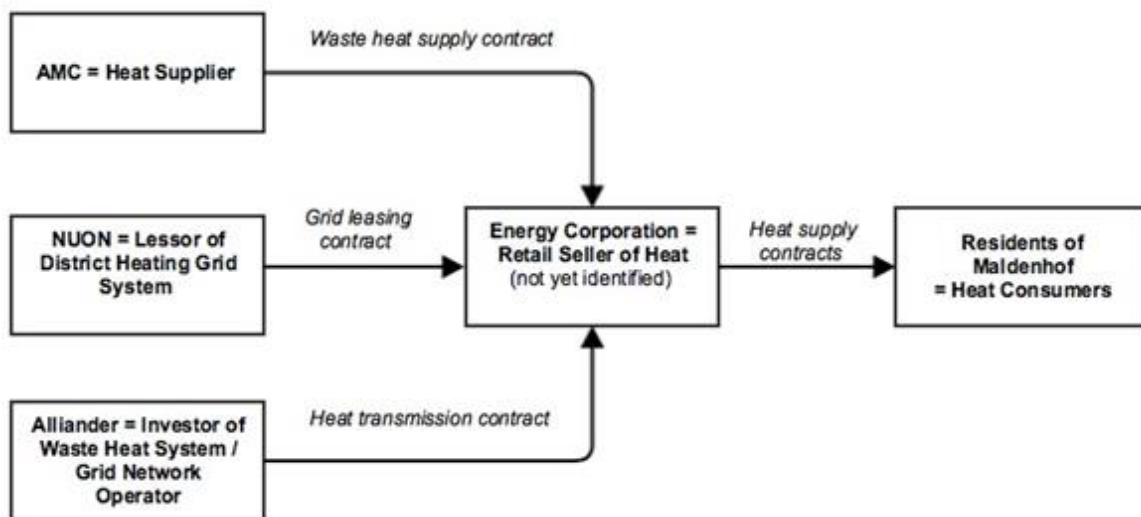 Waste heat supply contract
AMC = Heat Supplier
NUON = Lessor of
District Heating Grid
System
Grid leasing
contract
Energy Corporation =
Retail Seller of Heat
(not yet identified)
Heat supply
contracts
Residents of
Maldenhof
= Heat Consumers
Alliander = Investor of
Waste Heat System /
Grid Network
Operator
Heat transmission contract